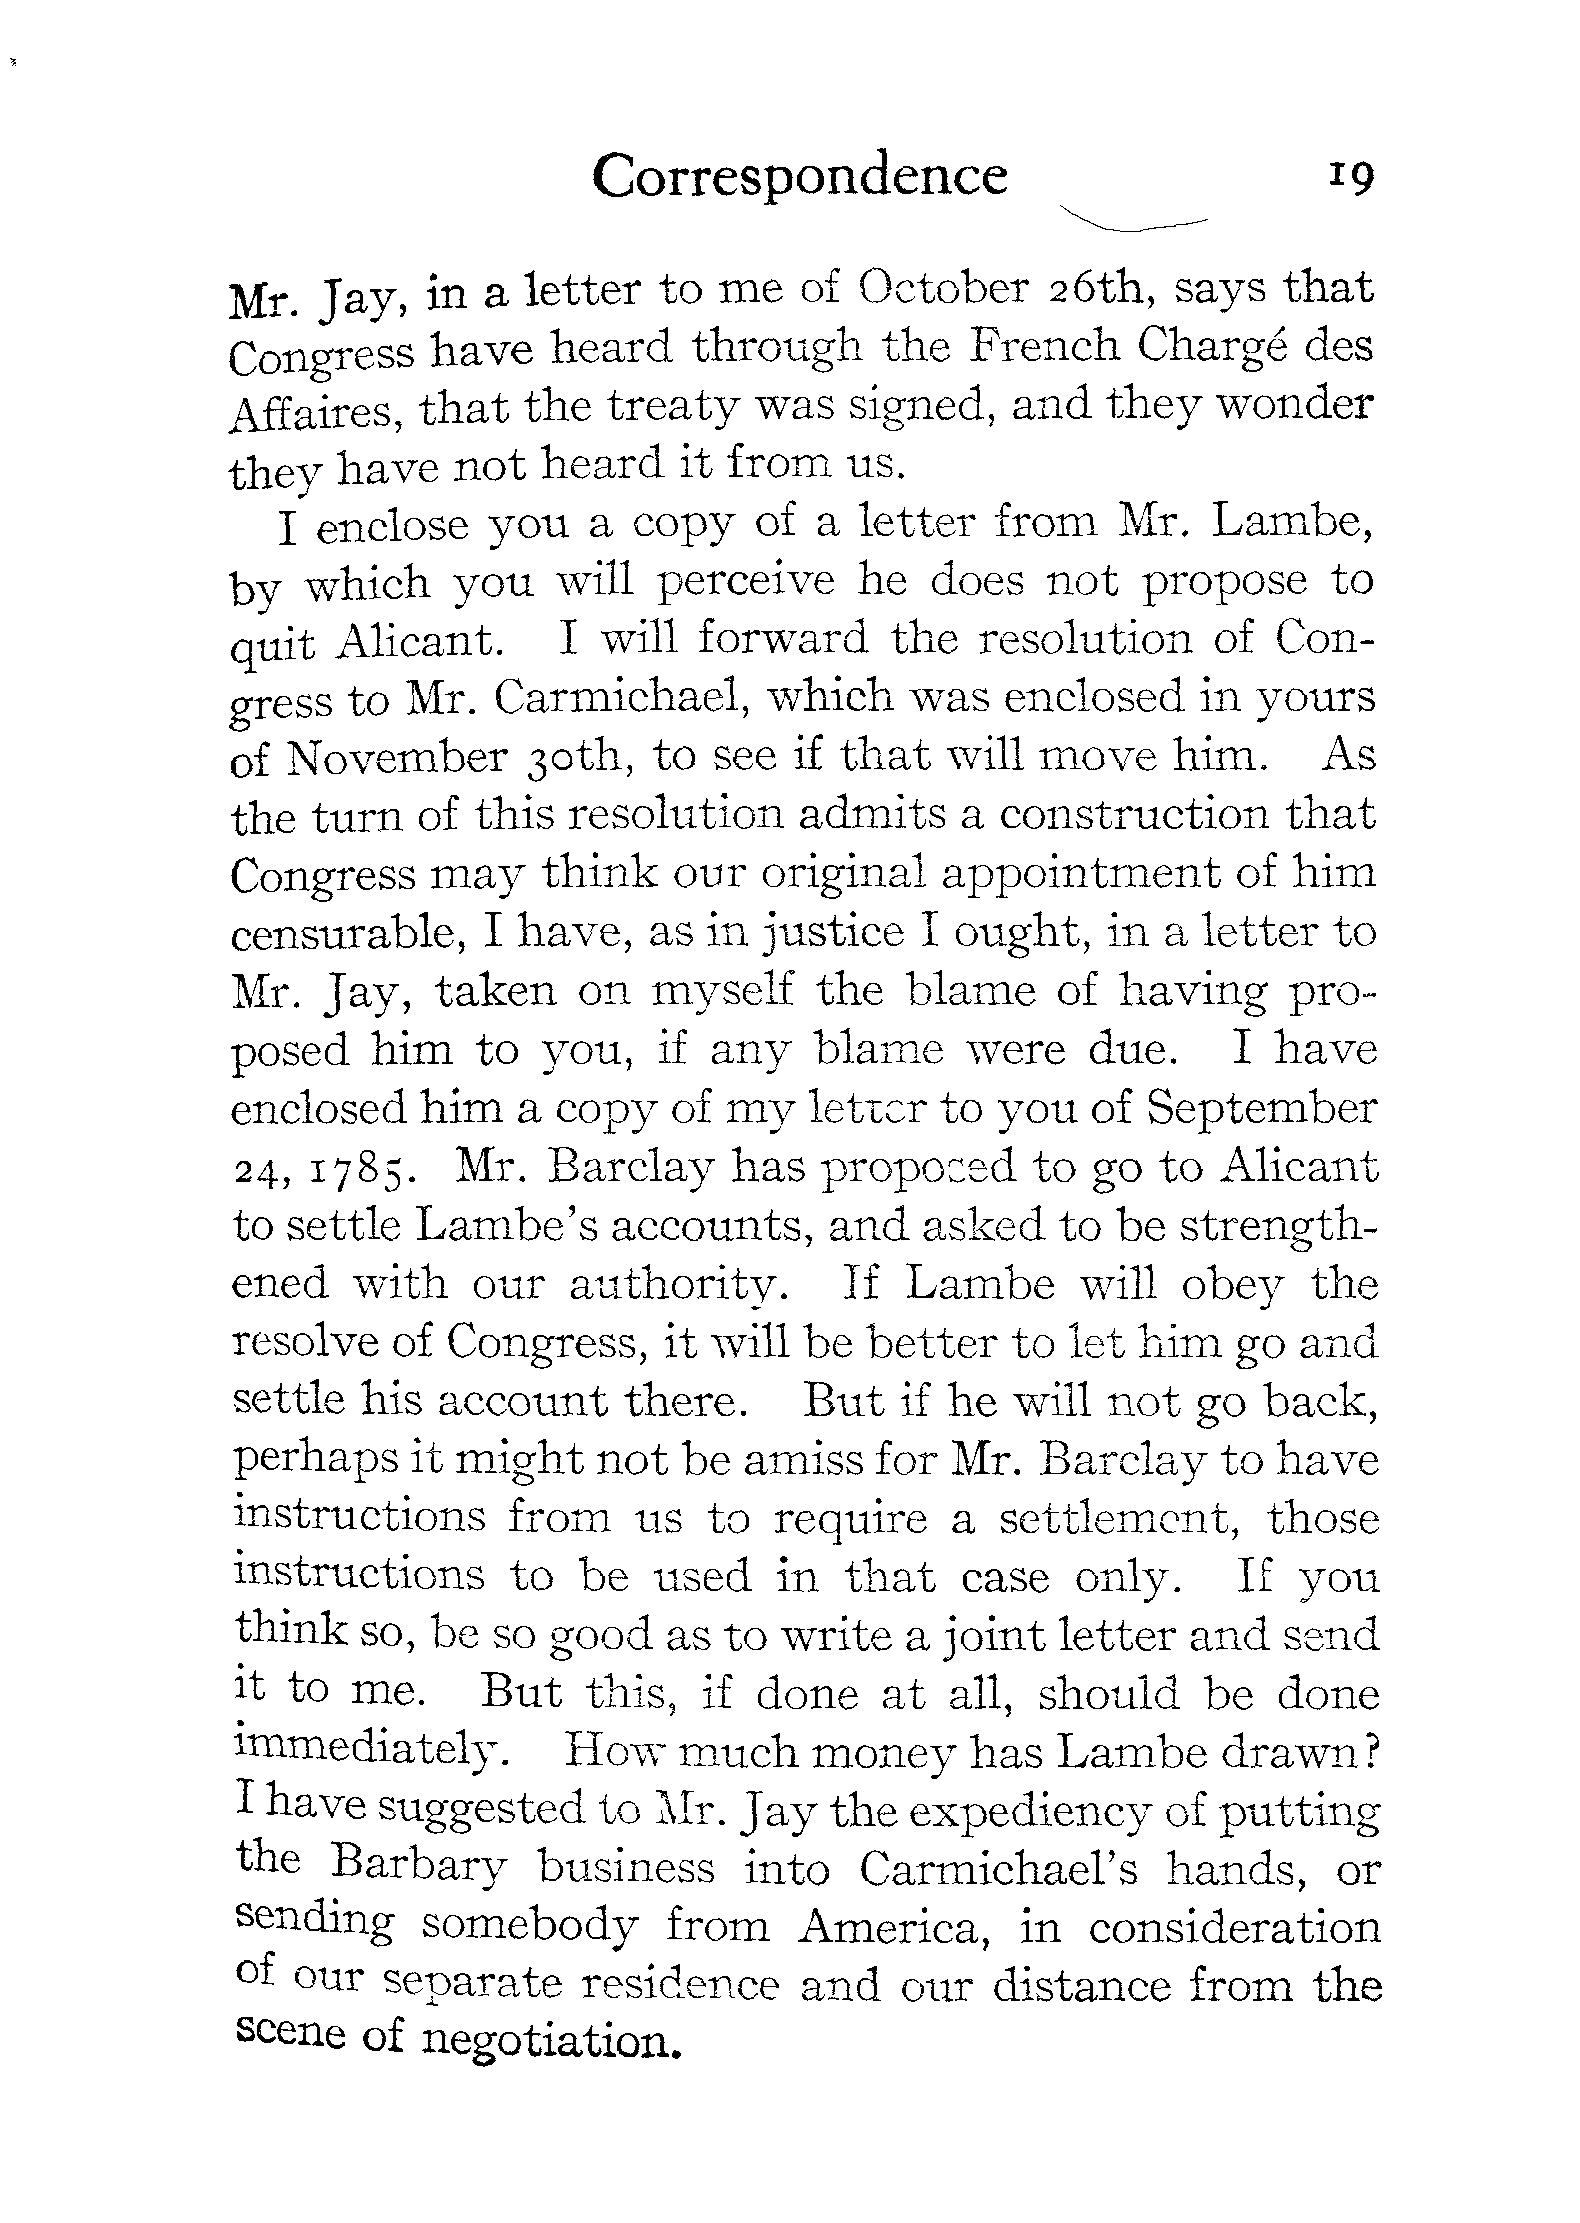 Correspondence 19
Mr. Jay, in a letter to me of October 26th, says that
Congress have heard through the French Chargé des
Affaires, that the treaty was signed, and they wonder
they have not heard it from us.
I enclose you a copy of a letter from Mr. Lambe,
by which you will perceive he does not propose to
quit Alicant. I will forward the resolution of Con-
gress to Mr. Carmichael, which was enclosed in yours
of November 30th, to see if that will move him. As
the turn of this resolution admits a construction that
Congress may think our original appointment of him
censurable, I have, as in justice I ought, in a letter to
Mr. Jay, taken on myself the blame of having pro-
posed him to you, if any blame were due. I have
enclosed him a copy of my letter to you of September
24, 1785. Mr. Barclay has proposed to go to Alicant
to settle Lambe's accounts, and asked to be strength-
ened with our authority. If Lambe will obey the
resolve of Congress, it will be better to let him go and
settle his account there. But if he will not go back,
perhaps it might not be amiss for Mr. Barclay to have
instructions from us to require a settlement, those
instructions to be used in that case only. If you
think so, be so good as to write a joint letter and send
it to me. But this, if done at all, should be done
immediately. How much money has Lambe drawn?
I have suggested to Mr. Jay the expediency of putting
the Barbary business into Carmichael's hands, or
sending somebody from America, in consideration
of our separate residence and our distance from the
scene of negotiation.